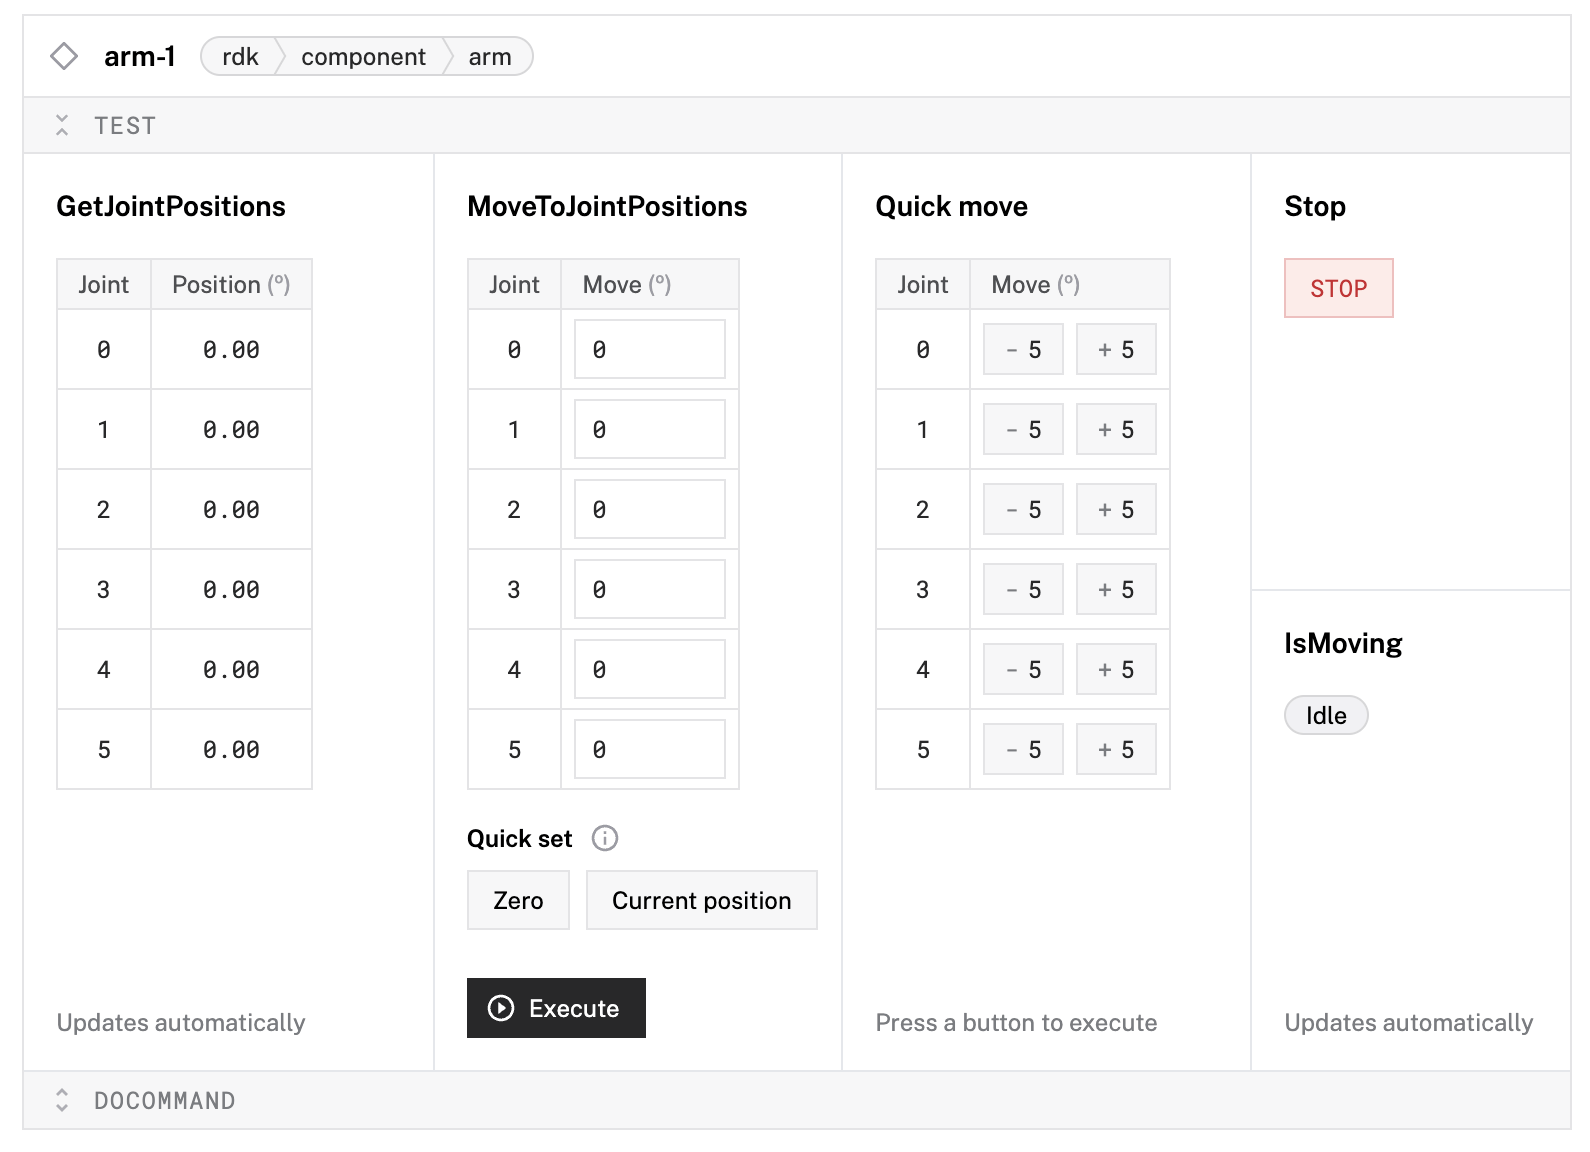 arm-1 rdk component arm
TEST
GetJointPositions
Joint Position (º)
0 0.00
1 0.00
2 0.00
3 0.00
4 0.00
5 0.00
Updates automatically
MoveToJointPositions
Joint Move (º)
0 0
1 0
2 0
3 0
4 0
5 0
Quick set
Zero Current position
Execute
Quick move
Joint Move (º)
0 - 5 + 5
1 - 5 + 5
2 - 5 + 5
3 - 5 + 5
4 - 5 + 5
5 - 5 + 5
Press a button to execute
Stop
STOP
IsMoving
Idle
Updates automatically
DOCOMMAND